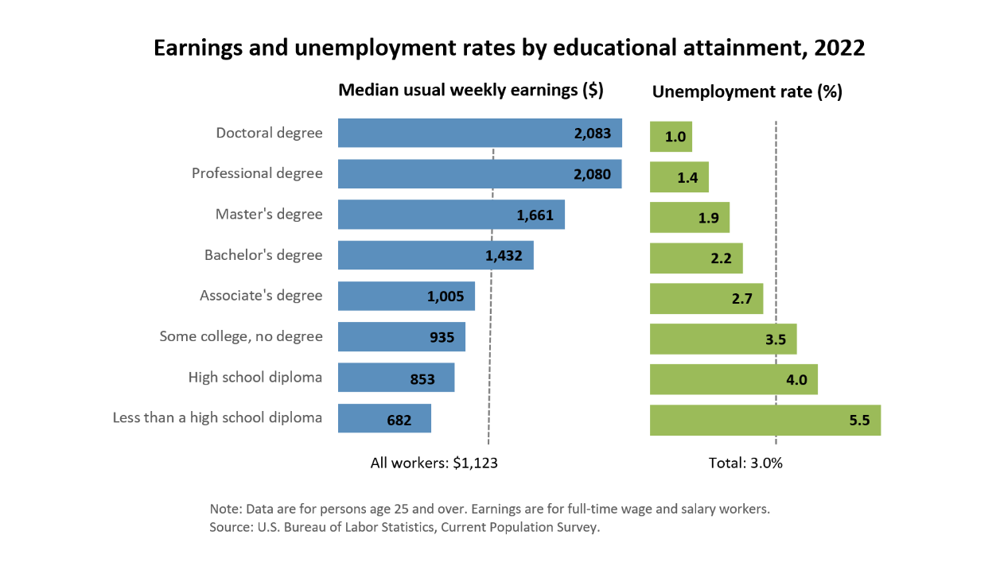 Earnings and unemployment rates by educational attainment, 2022
Median usual weekly earnings ($)
Unemployment rate (%)
Doctoral degree 2,083 1.0
Professional degree 2,080 1.4
Master's degree 1,661 1.9
Bachelor's degree 1,432 2.2
Associate's degree 1,005 2.7
Some college, no degree 935 3.5
High school diploma 853 4.0
Less than a high school diploma 682 5.5
All workers: $1,123
Total: 3.0%
Note: Data are for persons age 25 and over. Earnings are for full-time wage and salary workers.
Source: U.S. Bureau of Labor Statistics, Current Population Survey.